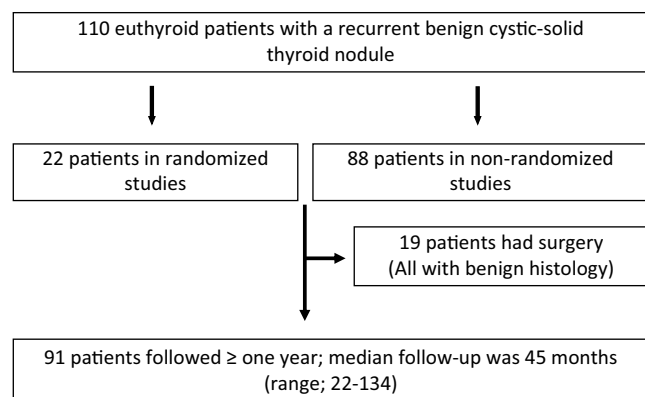 110 euthyroid patients with a recurrent benign cystic-solid
thyroid nodule
22 patients in randomized
studies
88 patients in non-randomized
studies
19 patients had surgery
(All with benign histology)
91 patients followed ≥ one year; median follow-up was 45 months
(range; 22-134)